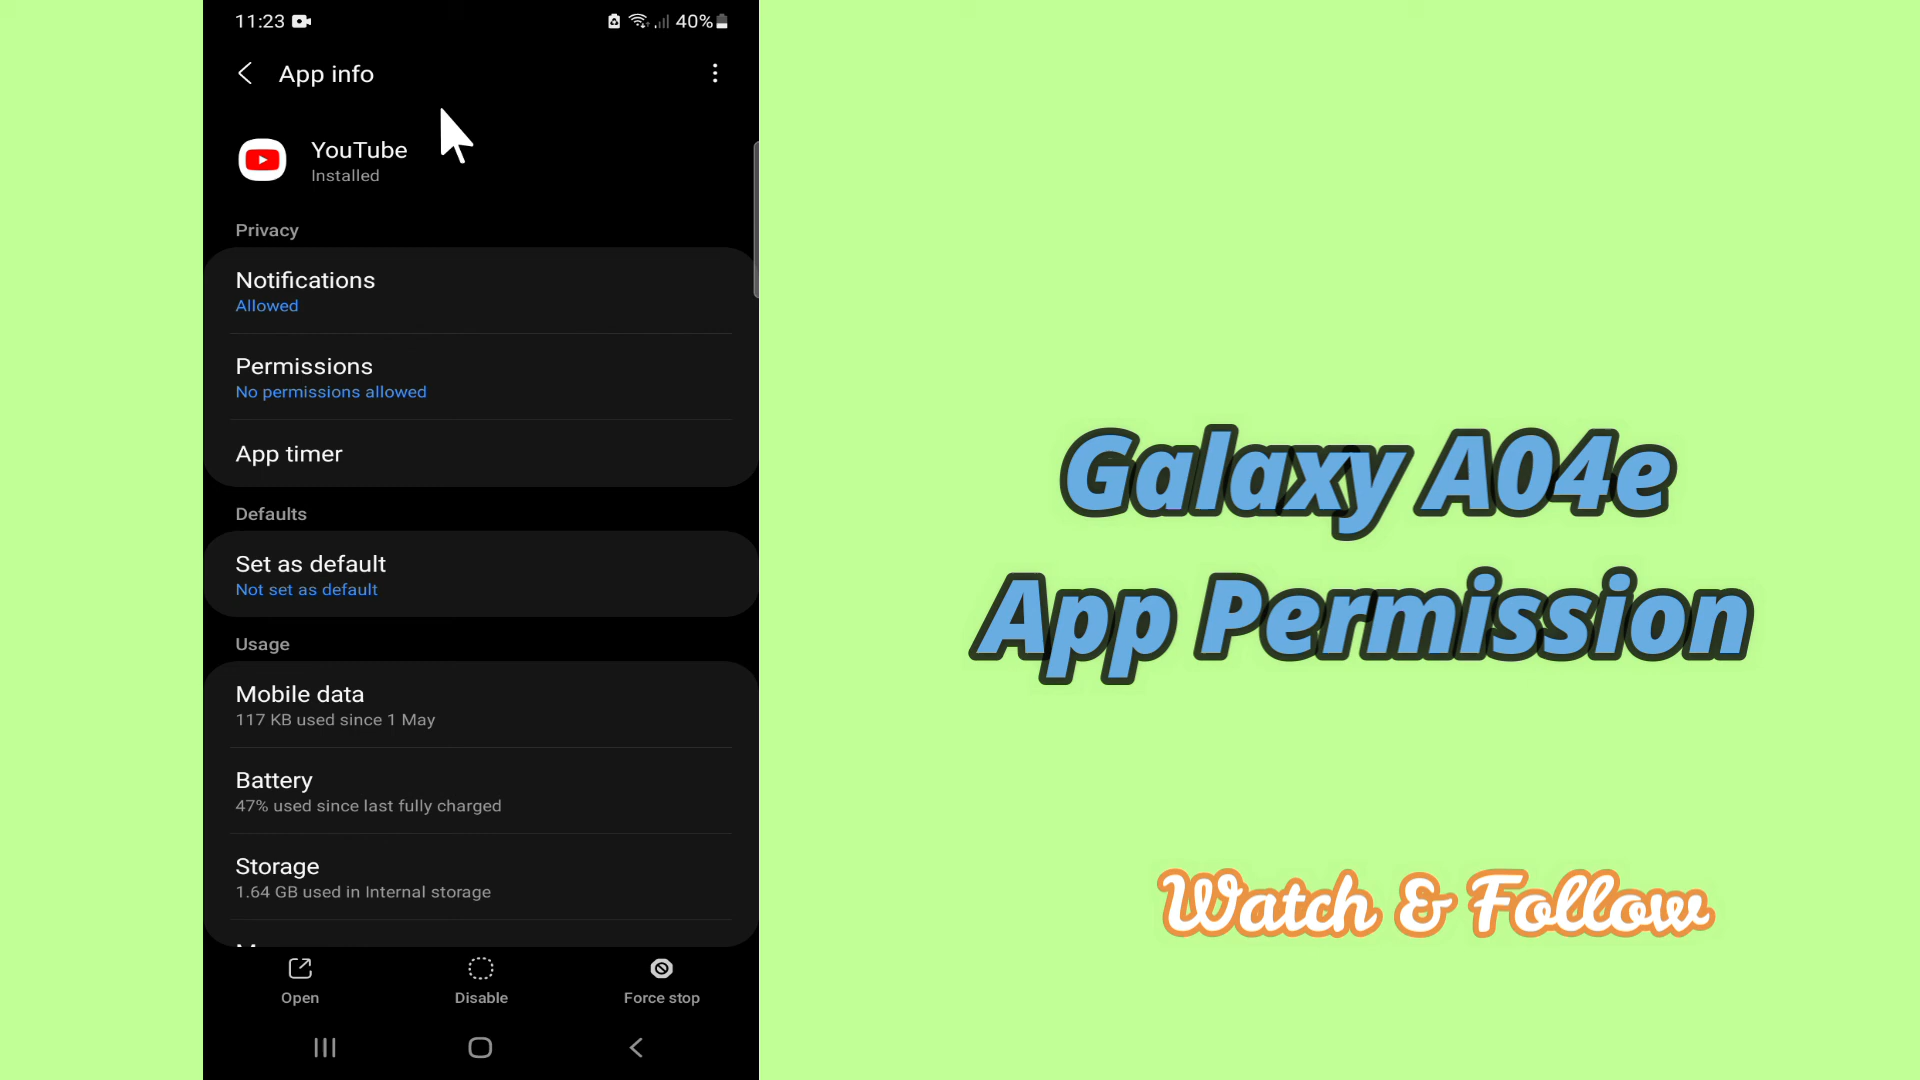 11:23
40%
App info
YouTube
Installed
Privacy
Notifications
Allowed
Permissions
No permissions allowed
App timer
Defaults
Set as default
Not set as default
Usage
Mobile data
117 KB used since 1 May
Battery
47% used since last fully charged
Storage
1.64 GB used in Internal storage
Open
Disable
Force stop
Galaxy A04e
App Permission
Watch & Follow